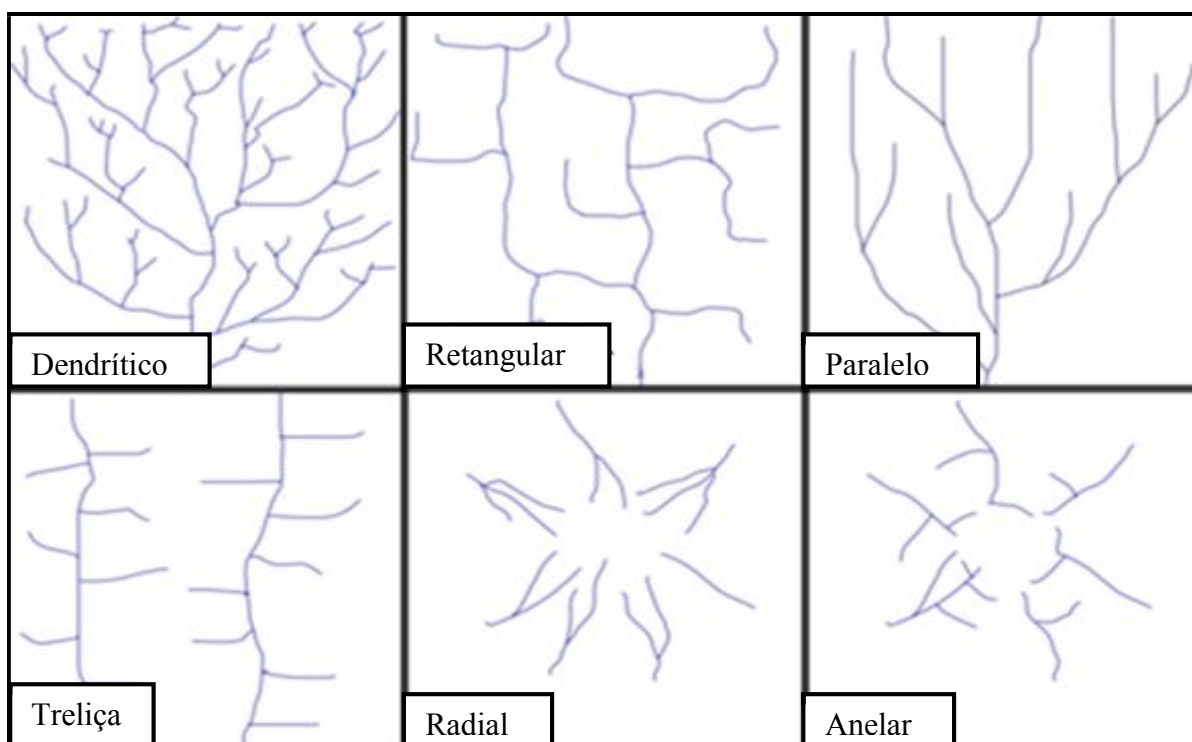 Dendrítico
Retangular
Paralelo
Treliça
Radial
Anelar